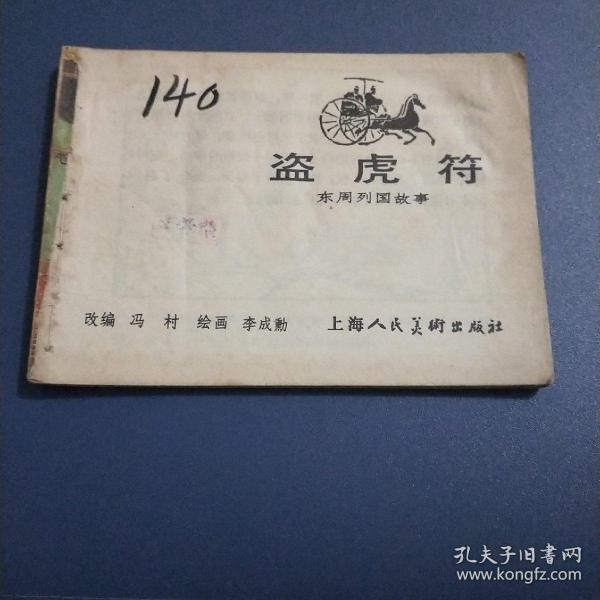 140
盗虎符
东周列国故事
改编 冯 村 绘画 李成勳 上海人民美術出版社
孔夫子旧书网
www.kongfz.com